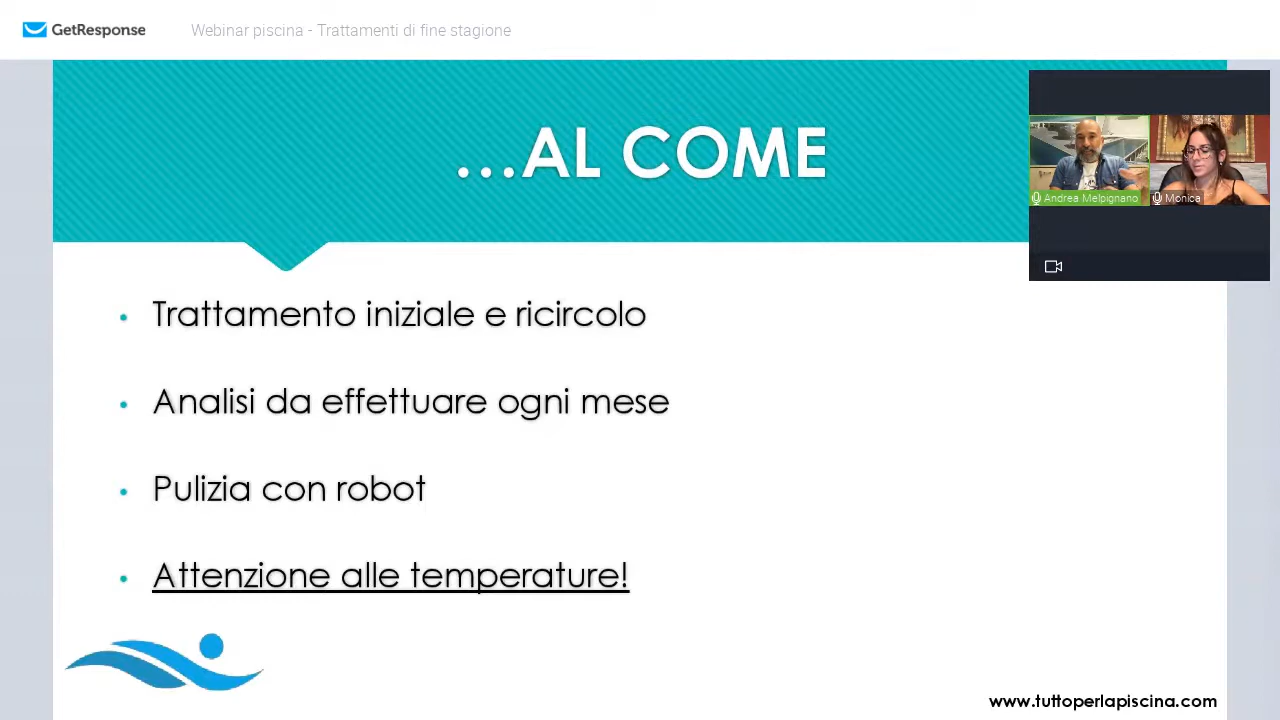 GetResponse
Webinar piscina - Trattamenti di fine stagione
...AL COME
Andrea Melpignano
Monica
Trattamento iniziale e ricircolo
Analisi da effettuare ogni mese
Pulizia con robot
Attenzione alle temperature!
www.tuttoperlapiscina.com